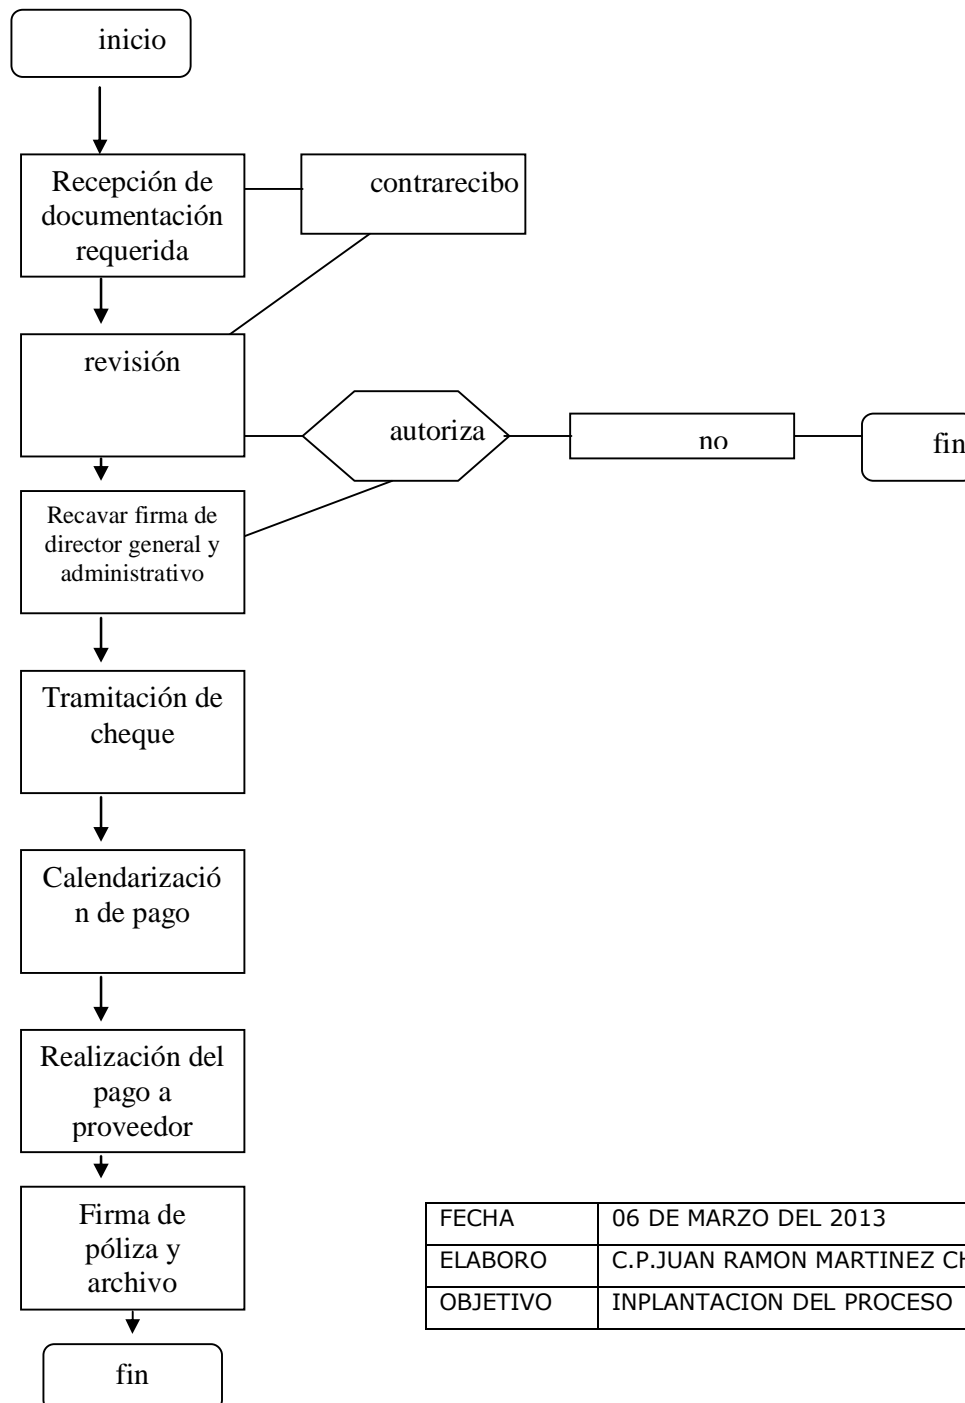 inicio
Recepción de
documentación
requerida
contrarecibo
revisión
autoriza
no
fin
Recavar firma de
director general y
administrativo
Tramitación de
cheque
Calendarizació
n de pago
Realización del
pago a
proveedor
Firma de
póliza y
archivo
fin
FECHA 06 DE MARZO DEL 2013
ELABORO C.P.JUAN RAMON MARTINEZ
OBJETIVO INPLANTACION DEL PROCESO